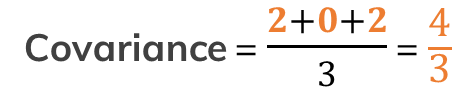 Covariance = (2+0+2)/3 = 4/3